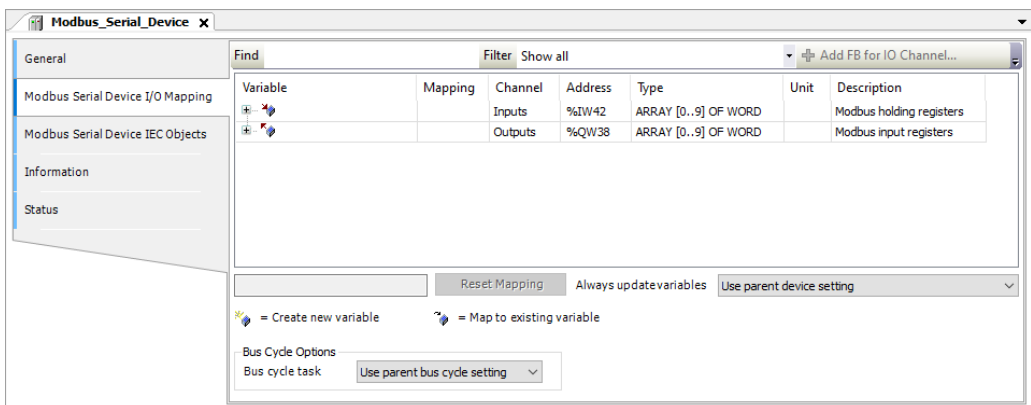 Modbus_Serial_Device X
General
Modbus Serial Device I/O Mapping
Modbus Serial Device IEC Objects
Information
Status
Find Filter Show all Add FB for IO Channel...
Variable Mapping Channel Address Type Unit Description
Inputs %IW42 ARRAY [0..9] OF WORD Modbus holding registers
Outputs %QW38 ARRAY [0..9] OF WORD Modbus input registers
Reset Mapping Always update variables Use parent device setting
= Create new variable = Map to existing variable
Bus Cycle Options
Bus cycle task Use parent bus cycle setting